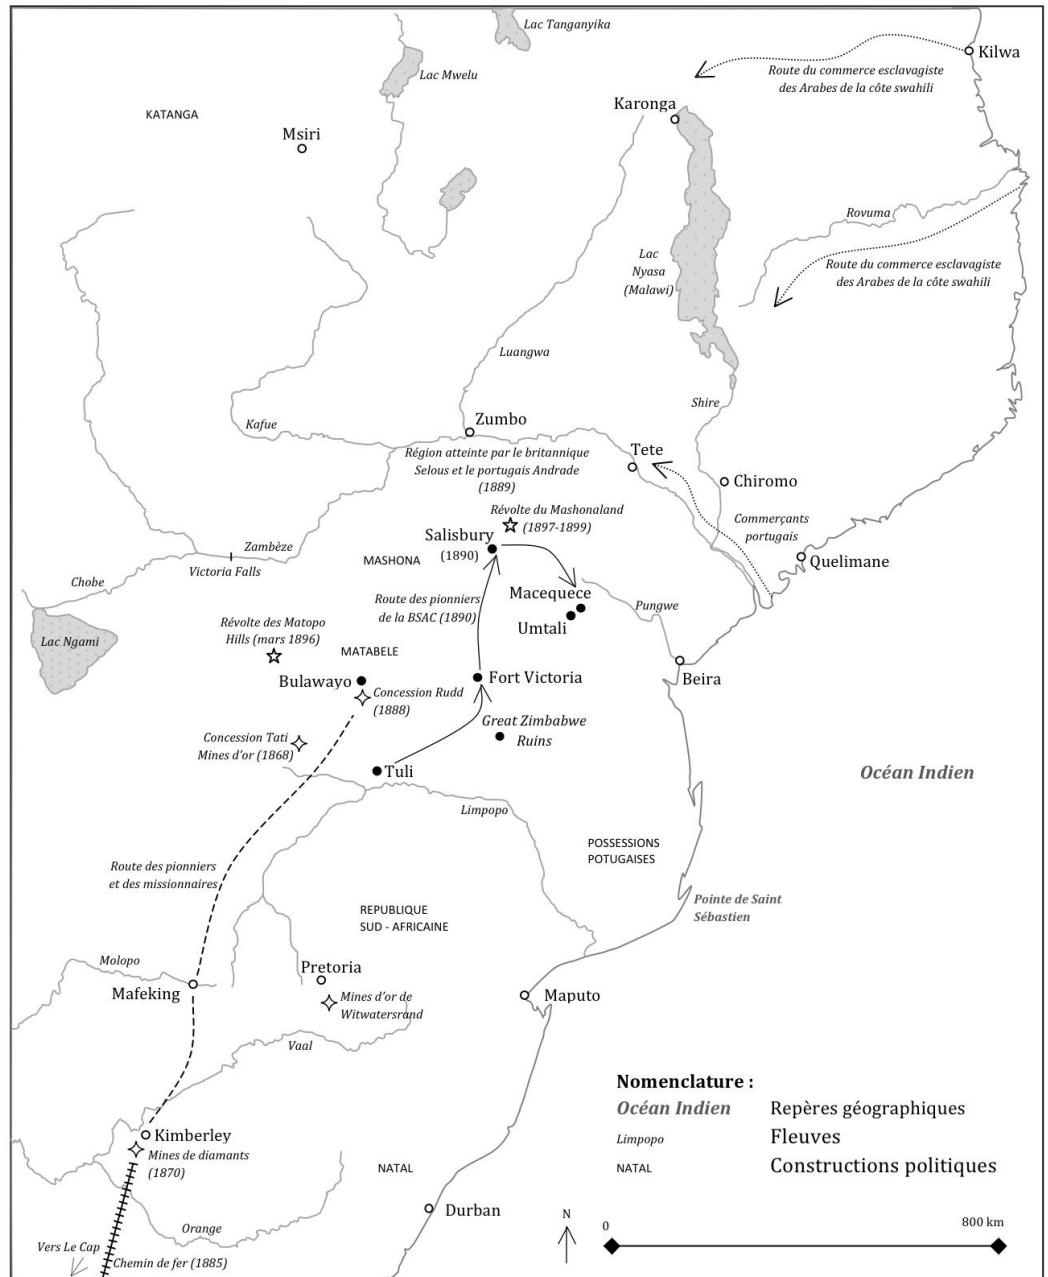 Lac Tanganyika
Kilwa
Lac Mwelu
Route du commerce esclavagiste
des Arabes de la côte swahili
KATANGA
Karonga
Msiri
Rovuma
Lac
Nyasa
(Malawi)
Route du commerce esclavagiste
des Arabes de la côte swahili
Luangwa
Shire
Kafue
Zumbo
Région atteinte par le britannique
Selous et le portugais Andrade
(1889)
Tete
Chiromo
Révolte du Mashonaland
(1897-1899)
Commerçants
portugais
Salisbury
(1890)
Zambèze
MASHONA
Victoria Falls
Quelimane
Chobe
Macequece
Route des pionniers
de la BSAC (1890)
Pungwe
Umtali
Lac Ngami
Révolte des Matopo
Hills (mars 1896)
MATABELE
Bulawayo
Fort Victoria
Beira
Concession Rudd
(1888)
Great Zimbabwe
Ruins
Concession Tati
Mines d'or (1868)
Tuli
Océan Indien
Limpopo
POSSESSIONS
POTUGAISES
Route des pionniers
et des missionnaires
Pointe de Saint
Sébastien
REPUBLIQUE
SUD - AFRICAINE
Molopo
Pretoria
Mafeking
Mines d'or de
Witwatersrand
Maputo
Vaal
Nomenclature :
Océan Indien Repères géographiques
Limpopo Fleuves
NATAL Constructions politiques
Kimberley
Mines de diamants
(1870)
NATAL
Durban
Orange
N
0 800 km
Vers Le Cap
Chemin de fer (1885)